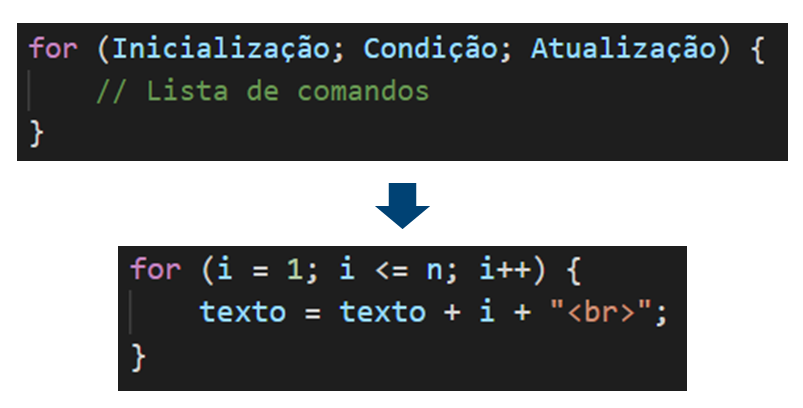 for (Inicialização; Condição; Atualização) {
// Lista de comandos
}
for (i = 1; i <= n; i++) {
texto = texto + i + "<br>";
}